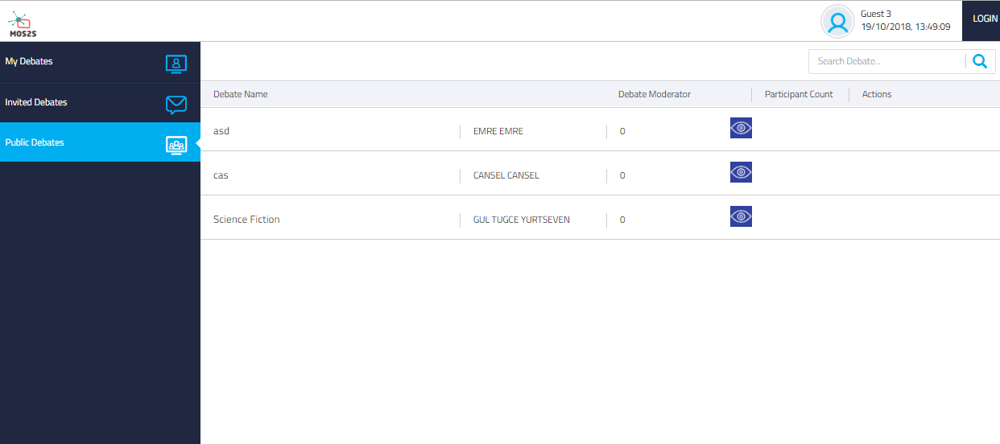 MOS2S
Guest 3
19/10/2018, 13:49:09
LOGIN
My Debates
Invited Debates
Public Debates
Search Debate...
Debate Name Debate Moderator Participant Count Actions
asd EMRE EMRE 0
cas CANSEL CANSEL 0
Science Fiction GUL TUGCE YURTSEVEN 0